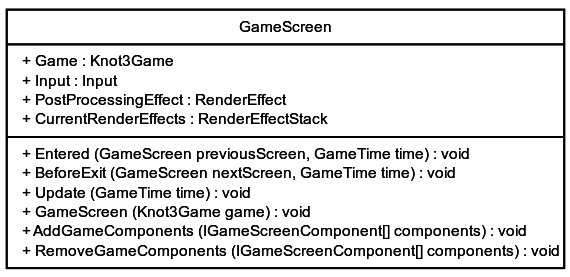 GameScreen
+ Game : Knot3Game
+ Input : Input
+ PostProcessingEffect : RenderEffect
+ CurrentRenderEffects : RenderEffectStack
+ Entered (GameScreen previousScreen, GameTime time) : void
+ BeforeExit (GameScreen nextScreen, GameTime time) : void
+ Update (GameTime time) : void
+ GameScreen (Knot3Game game) : void
+ AddGameComponents (IGameScreenComponent[] components) : void
+ RemoveGameComponents (IGameScreenComponent[] components) : void